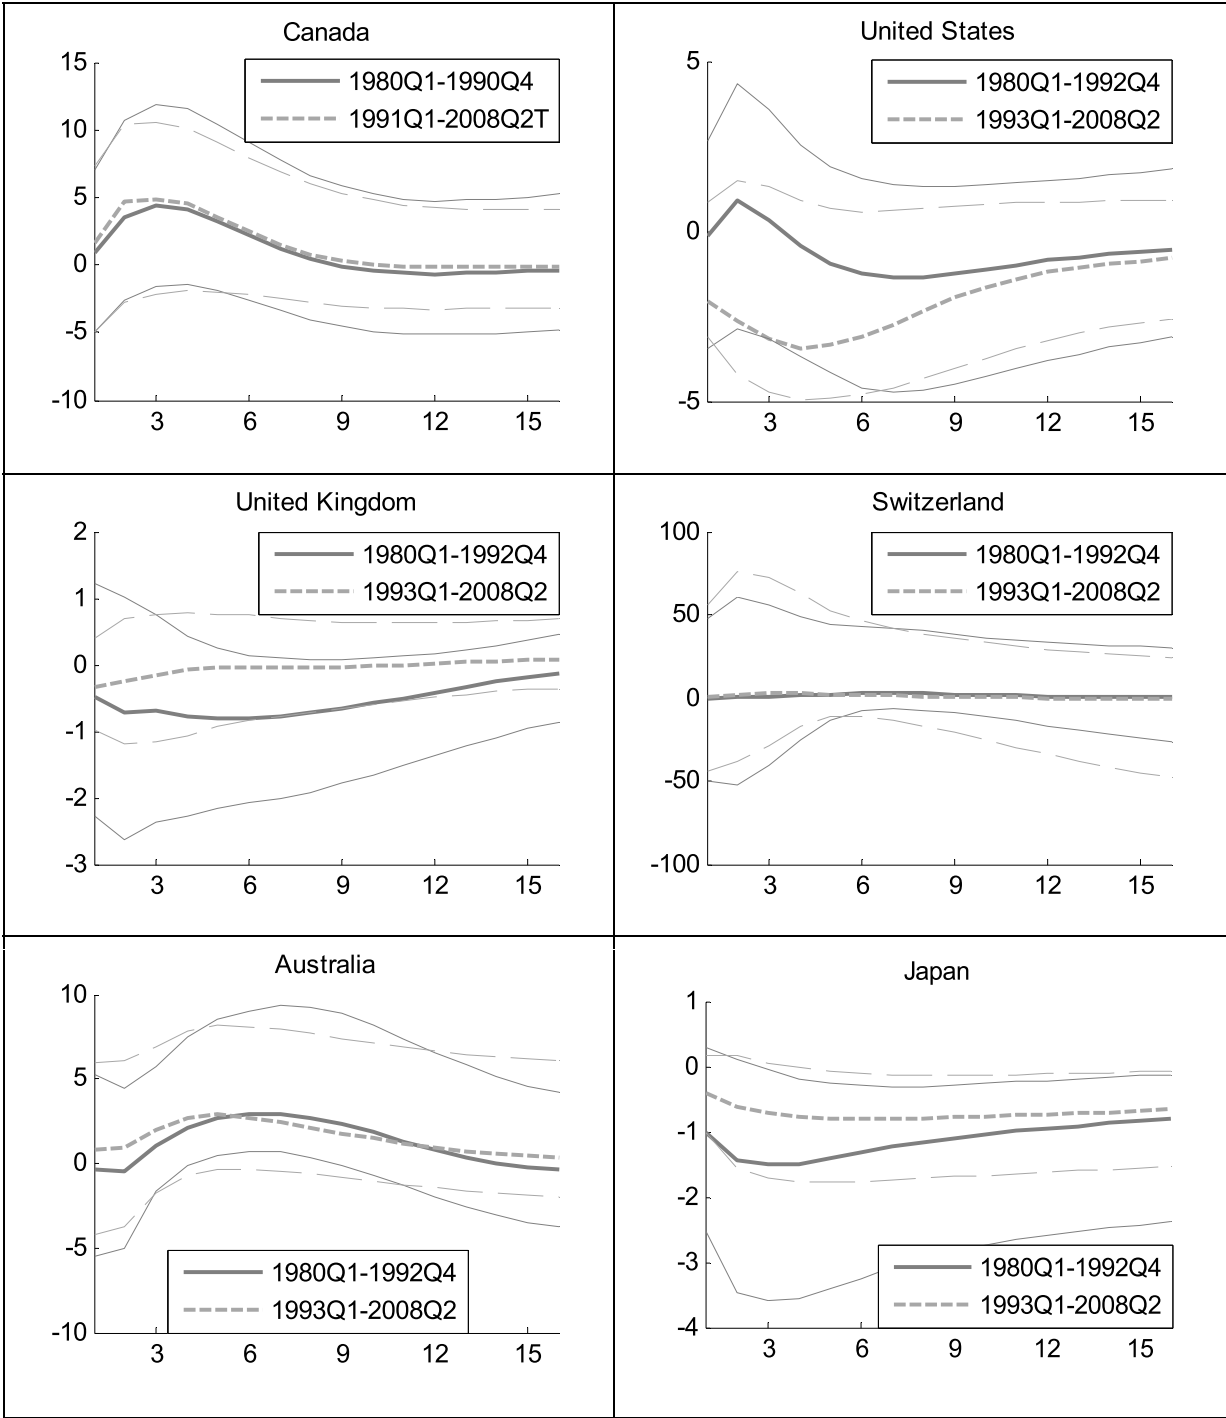 Canada
15
10
5
0
-5
-10
3 6 9 12 15
1980Q1-1990Q4
1991Q1-2008Q2T
United States
5
0
-5
3 6 9 12 15
1980Q1-1992Q4
1993Q1-2008Q2
United Kingdom
2
1
0
-1
-2
-3
3 6 9 12 15
1980Q1-1992Q4
1993Q1-2008Q2
Switzerland
100
50
0
-50
-100
3 6 9 12 15
1980Q1-1992Q4
1993Q1-2008Q2
Australia
10
5
0
-5
-10
3 6 9 12 15
1980Q1-1992Q4
1993Q1-2008Q2
Japan
1
0
-1
-2
-3
-4
3 6 9 12 15
1980Q1-1992Q4
1993Q1-2008Q2